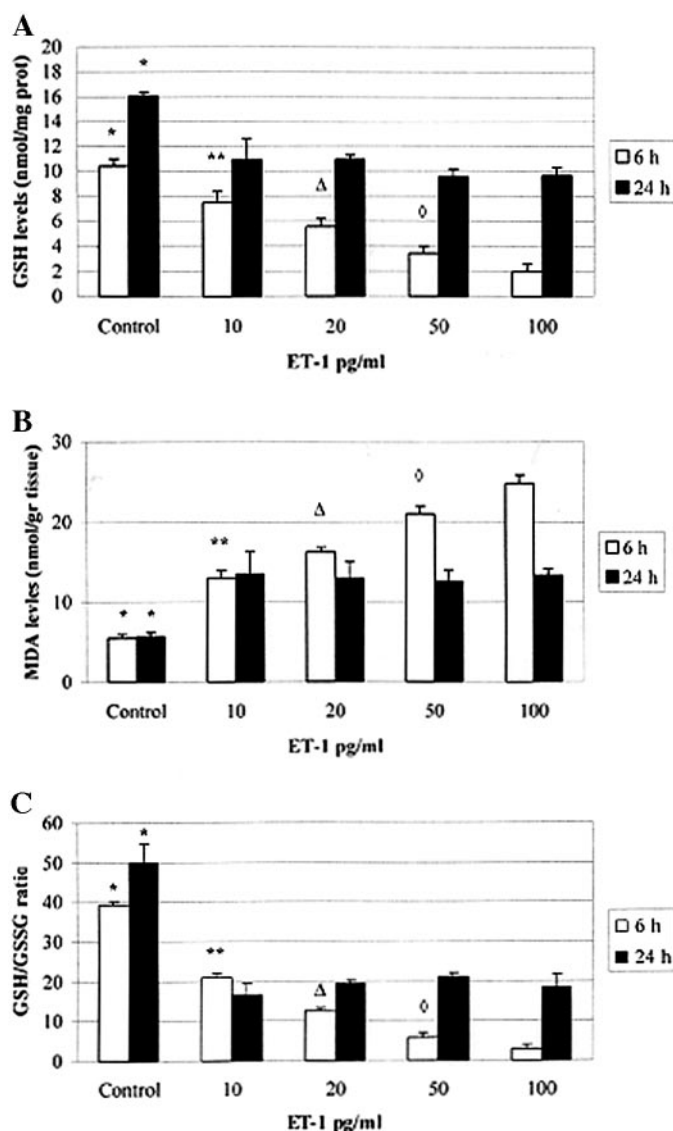 A
GSH levels (nmol/mg prot)
20
18
16
14
12
10
8
6
4
2
0
*
*
**
Δ
◊
Control 10 20 50 100
ET-1 pg/ml
6 h
24 h
B
MDA levles (nmol/gr tissue)
30
20
10
0
*
*
**
Δ
◊
Control 10 20 50 100
ET-1 pg/ml
6 h
24 h
C
GSH/GSSG ratio
60
50
40
30
20
10
0
*
*
**
Δ
◊
Control 10 20 50 100
ET-1 pg/ml
6 h
24 h